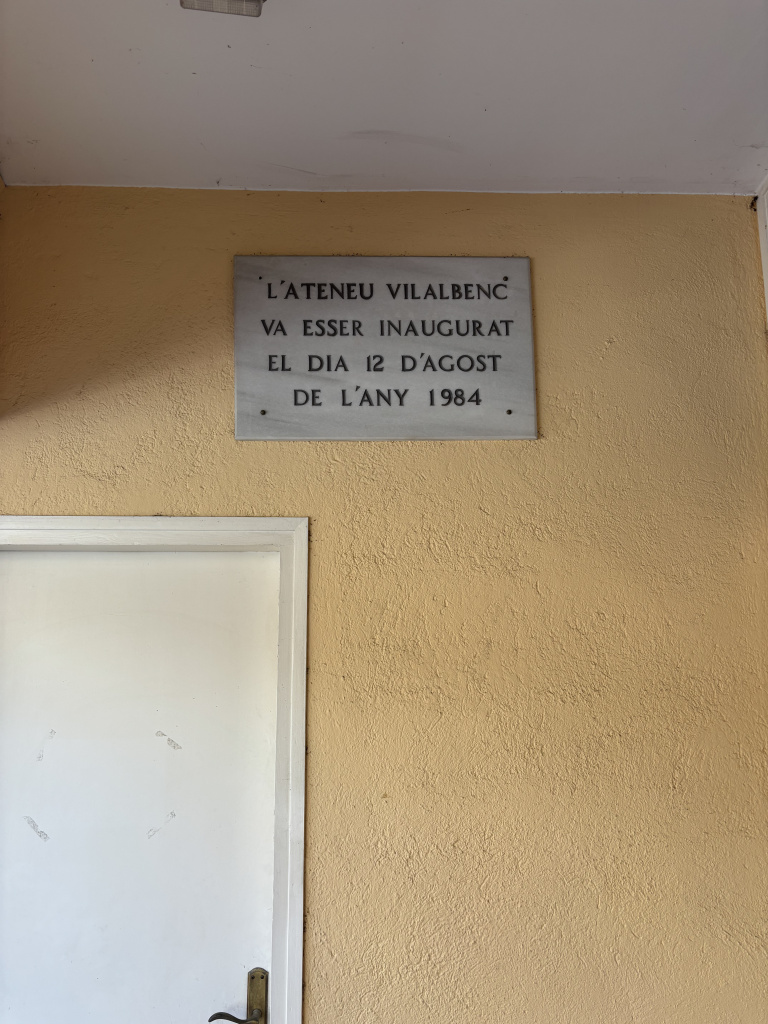 L'ATENEU VILALBENC
VA ESSER INAUGURAT
EL DIA 12 D'AGOST
DE L'ANY 1984